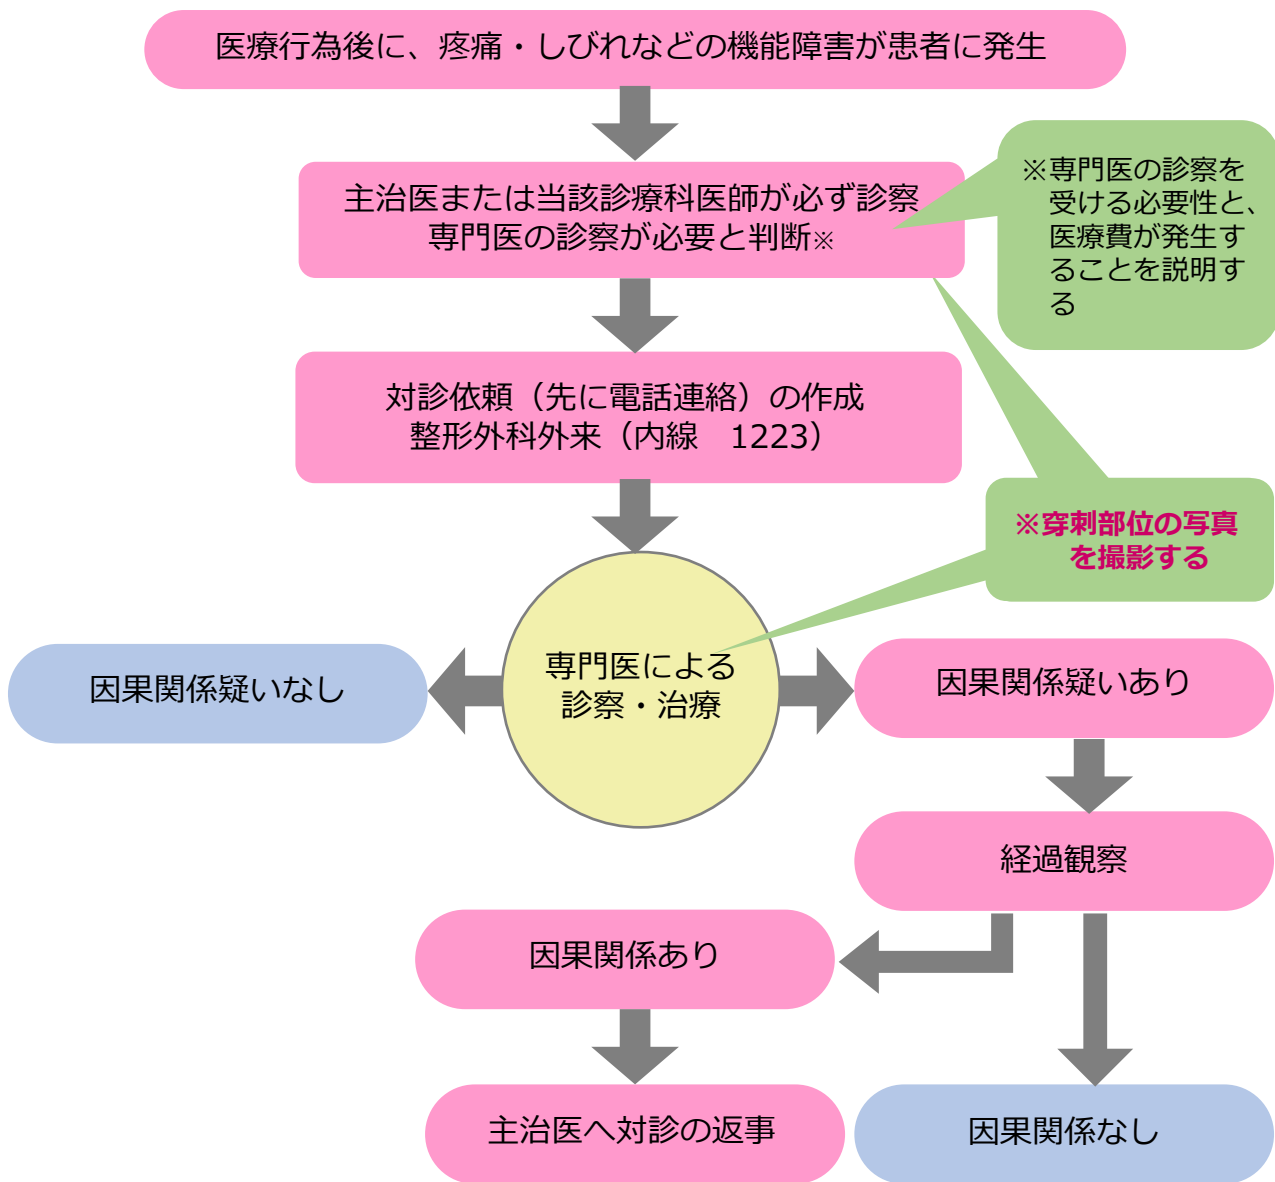 医療行為後に、疼痛・しびれなどの機能障害が患者に発生
主治医または当該診療科医師が必ず診察
専門医の診察が必要と判断※
※専門医の診察を
受ける必要性と、
医療費が発生す
ることを説明す
る
対診依頼（先に電話連絡）の作成
整形外科外来（内線　1223）
※穿刺部位の写真
を撮影する
専門医による
診察・治療
因果関係疑いなし
因果関係疑いあり
経過観察
因果関係あり
主治医へ対診の返事
因果関係なし